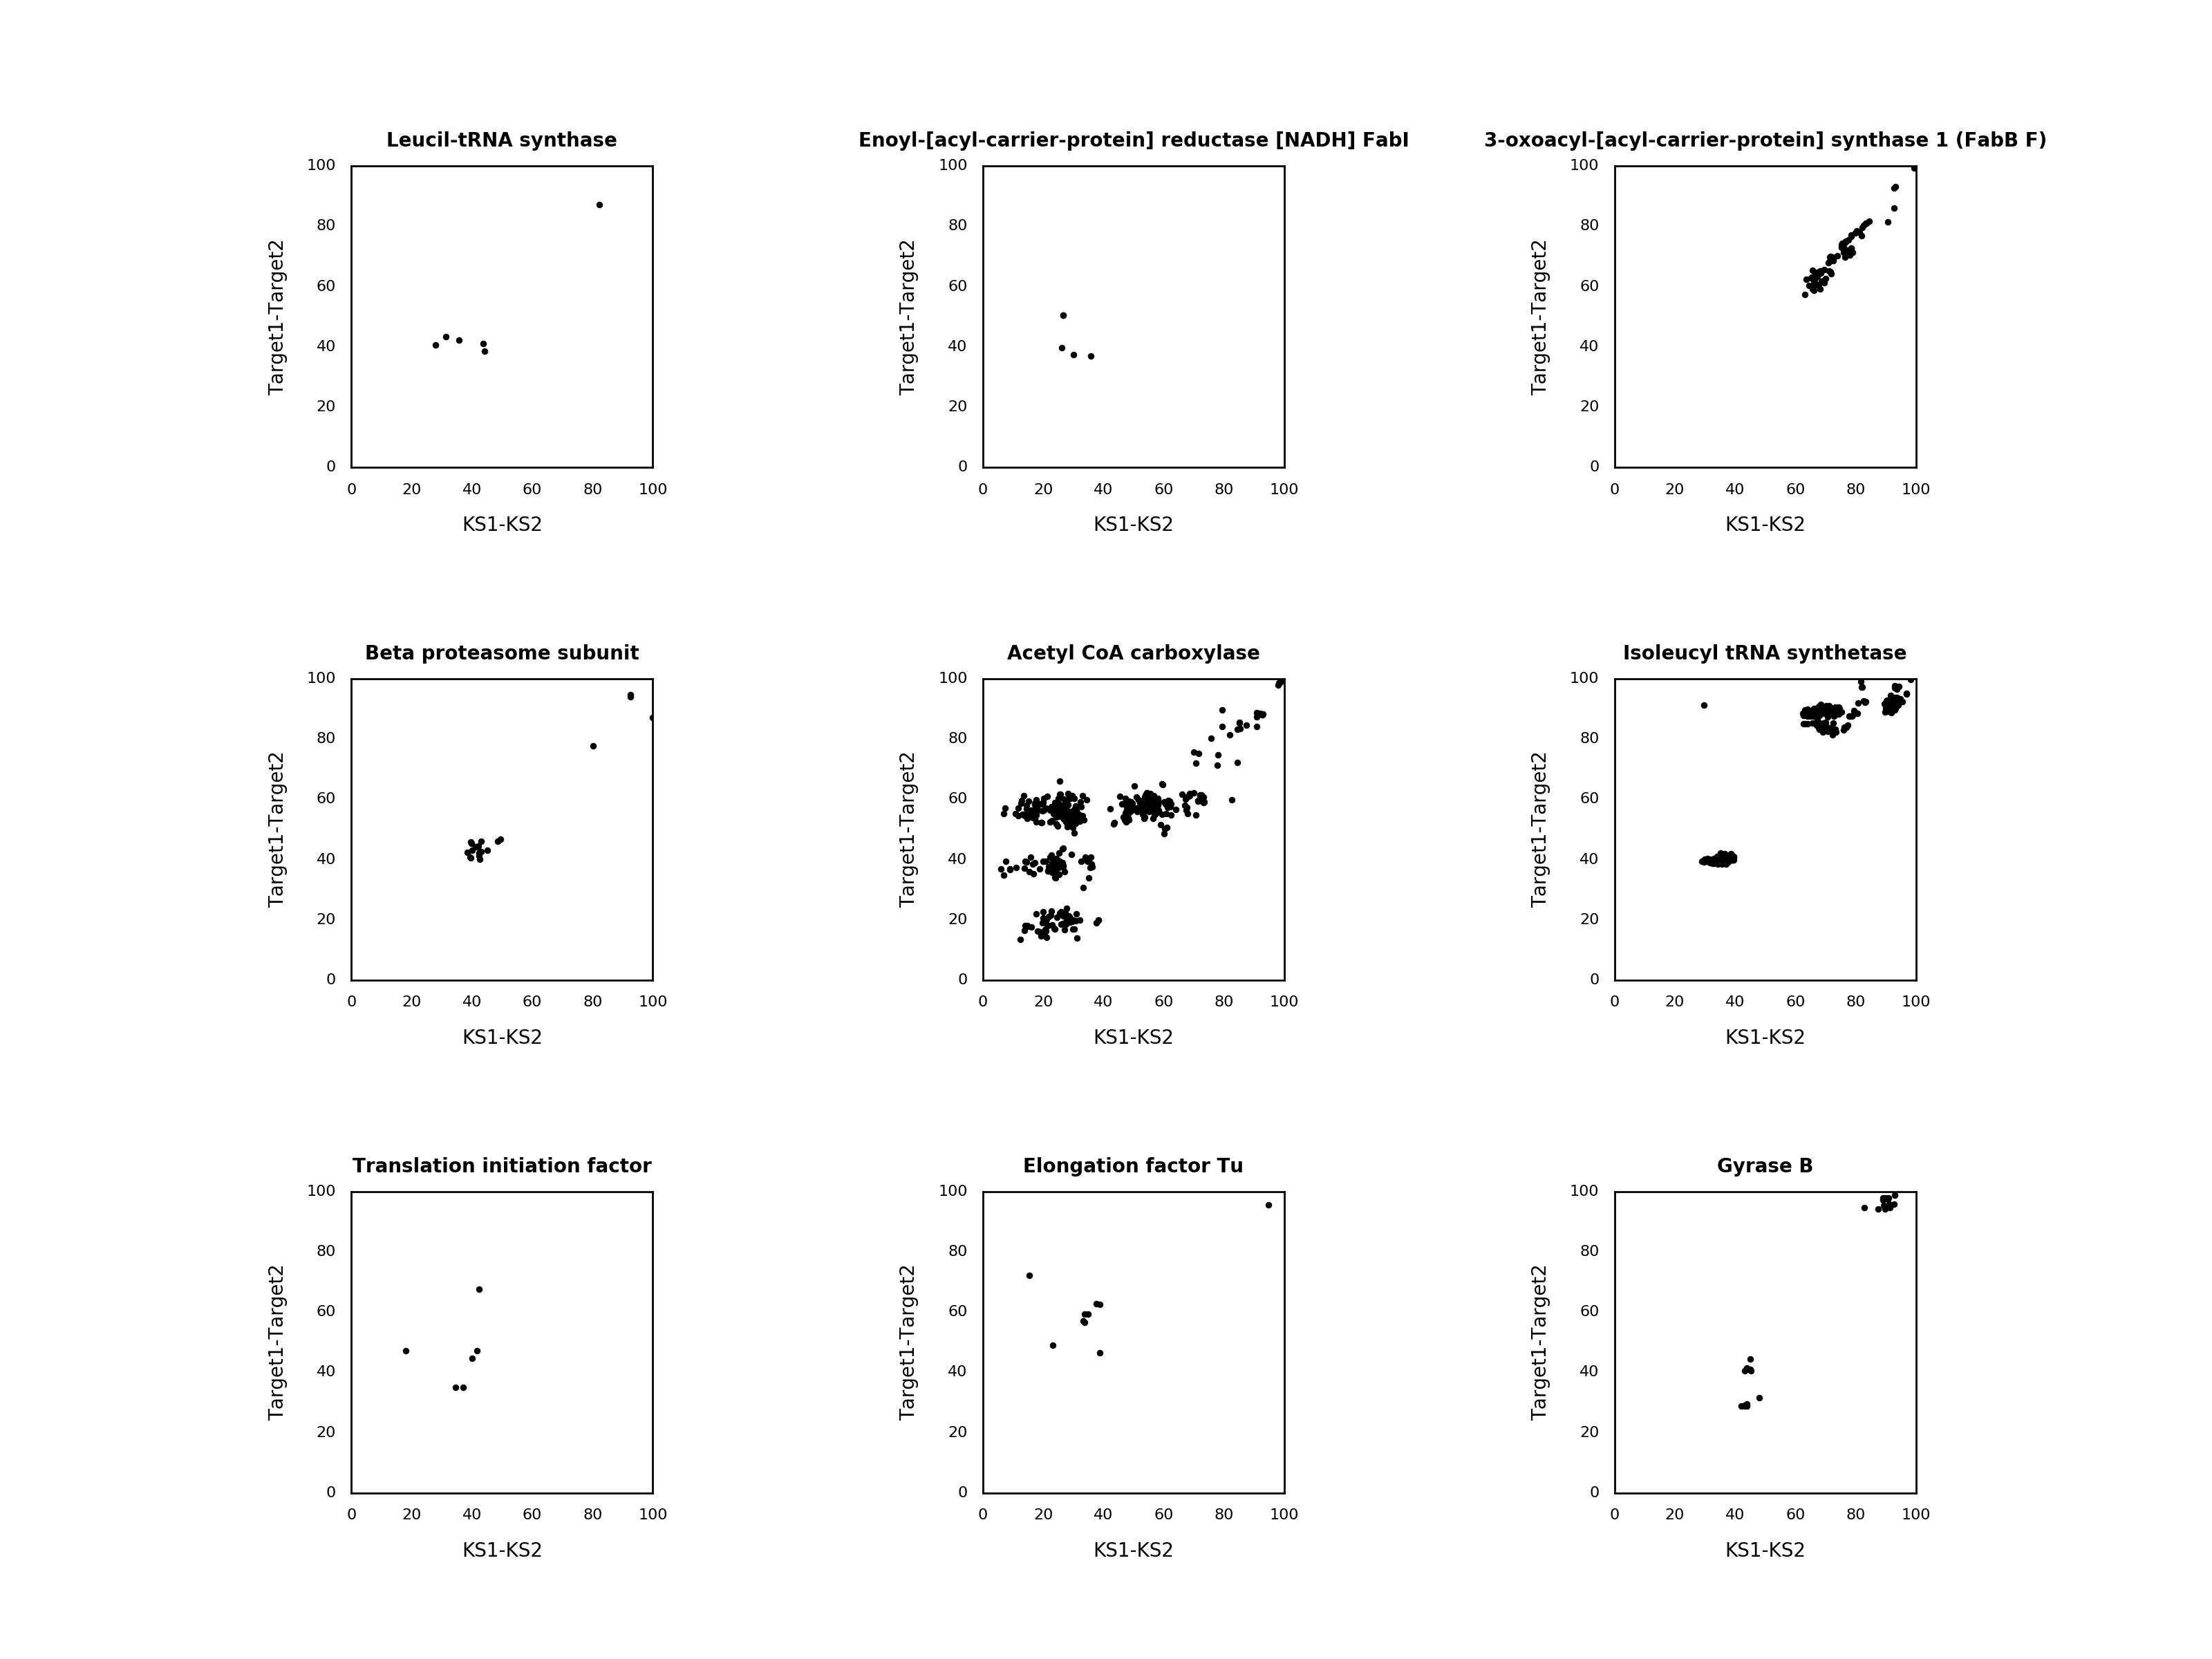 Leucil-tRNA synthase
100
80
60
40
20
0
Target1-Target2
0 20 40 60 80 100
KS1-KS2
Enoyl-[acyl-carrier-protein] reductase [NADH] FabI
100
80
60
40
20
0
Target1-Target2
0 20 40 60 80 100
KS1-KS2
3-oxoacyl-[acyl-carrier-protein] synthase 1 (FabB F)
100
80
60
40
20
0
Target1-Target2
0 20 40 60 80 100
KS1-KS2
Beta proteasome subunit
100
80
60
40
20
0
Target1-Target2
0 20 40 60 80 100
KS1-KS2
Acetyl CoA carboxylase
100
80
60
40
20
0
Target1-Target2
0 20 40 60 80 100
KS1-KS2
Isoleucyl tRNA synthetase
100
80
60
40
20
0
Target1-Target2
0 20 40 60 80 100
KS1-KS2
Translation initiation factor
100
80
60
40
20
0
Target1-Target2
0 20 40 60 80 100
KS1-KS2
Elongation factor Tu
100
80
60
40
20
0
Target1-Target2
0 20 40 60 80 100
KS1-KS2
Gyrase B
100
80
60
40
20
0
Target1-Target2
0 20 40 60 80 100
KS1-KS2